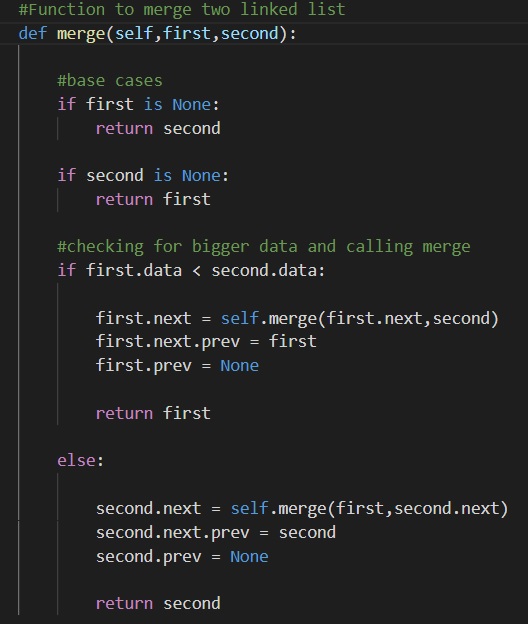 #Function to merge two linked list
def merge(self,first,second):
#base cases
if first is None:
return second
if second is None:
return first
#checking for bigger data and calling merge
if first.data < second.data:
first.next = self.merge(first.next,second)
first.next.prev = first
first.prev = None
return first
else:
second.next = self.merge(first,second.next)
second.next.prev = second
second.prev = None
return second